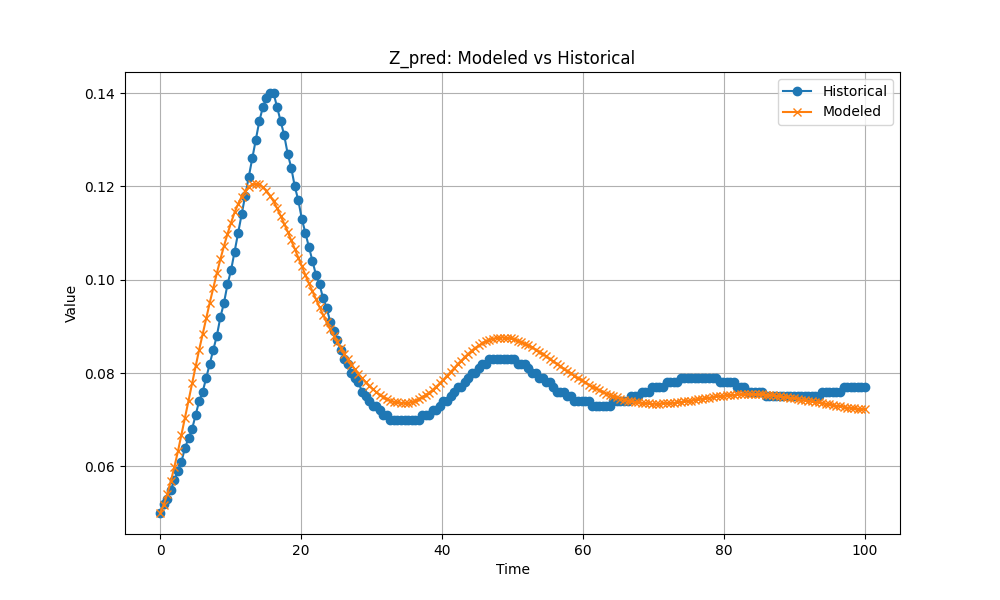 Z_pred: Modeled vs Historical
Historical
Modeled
Value
0.14
0.12
0.10
0.08
0.06
0 20 40 60 80 100
Time